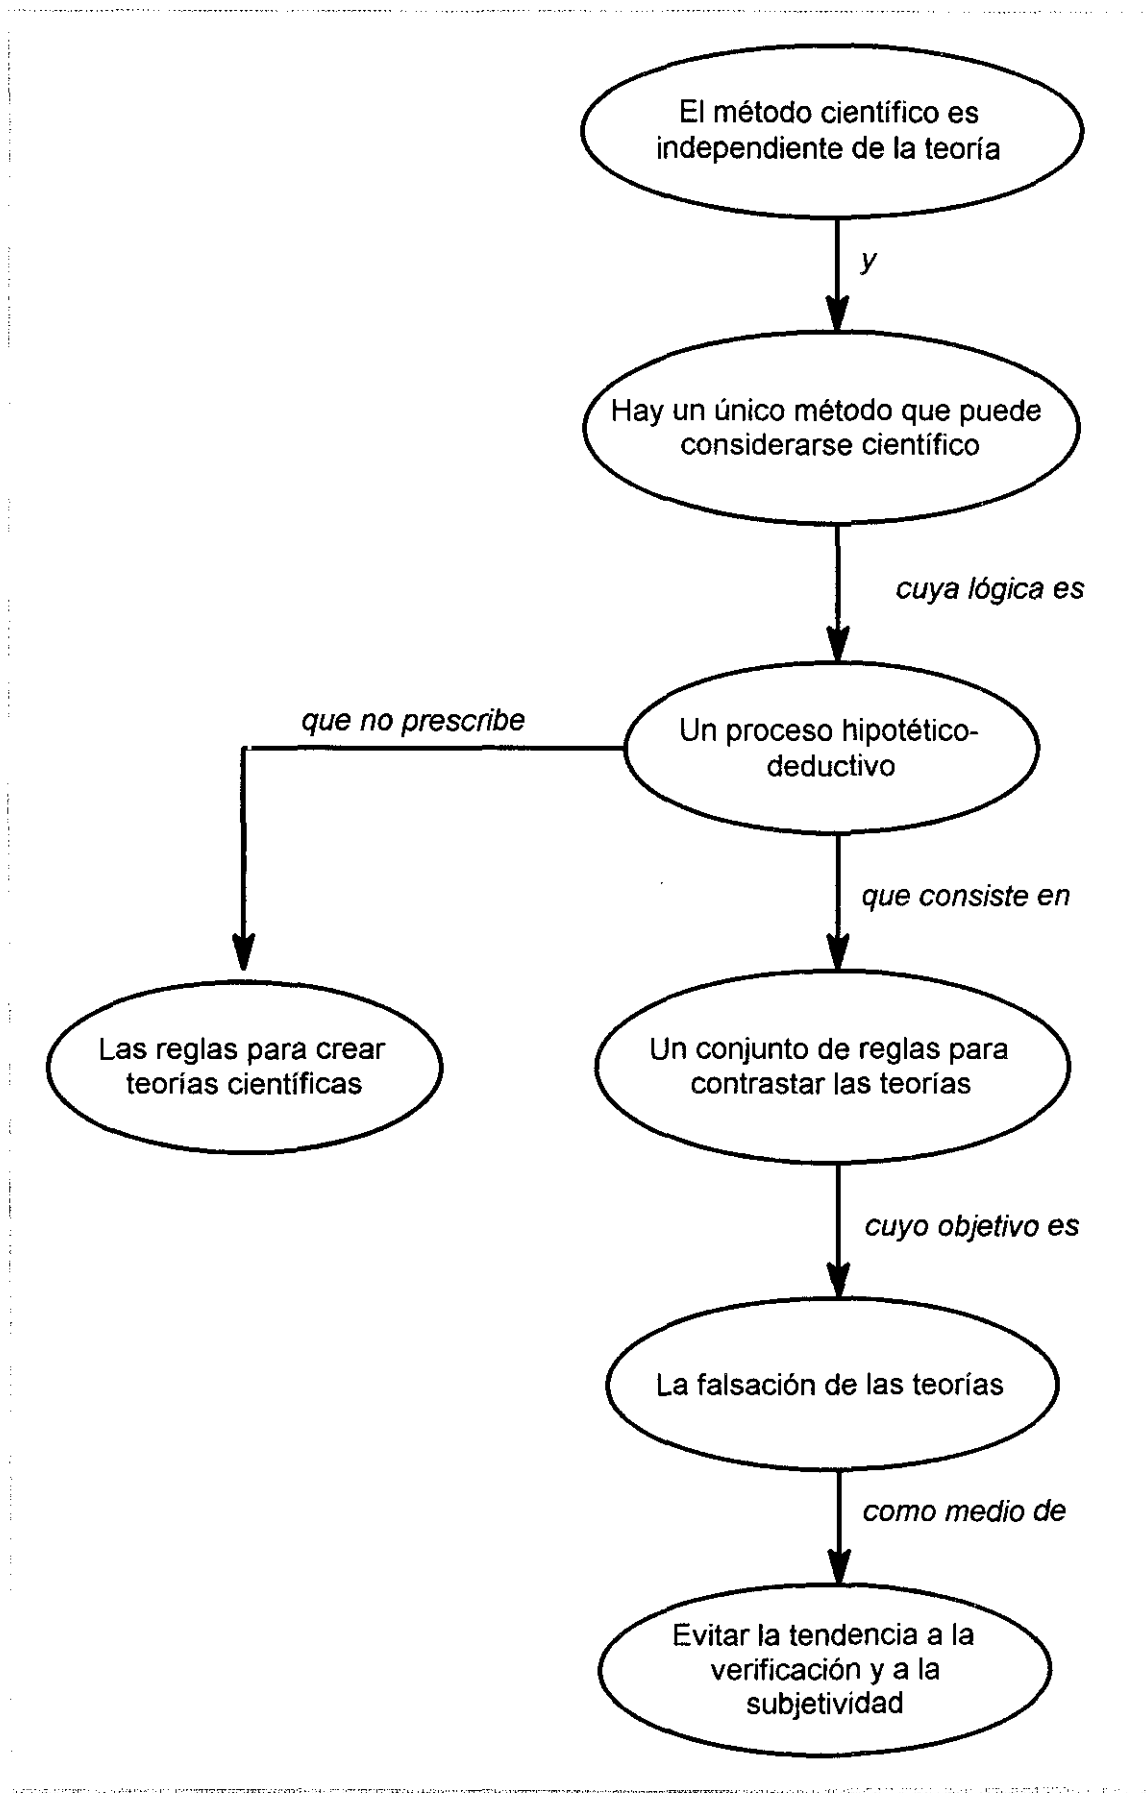 El método científico es
independiente de la teoría
y
Hay un único método que puede
considerarse científico
cuya lógica es
que no prescribe
Un proceso hipotético-
deductivo
que consiste en
Las reglas para crear
teorías científicas
Un conjunto de reglas para
contrastar las teorías
cuyo objetivo es
La falsación de las teorías
como medio de
Evitar la tendencia a la
verificación y a la
subjetividad